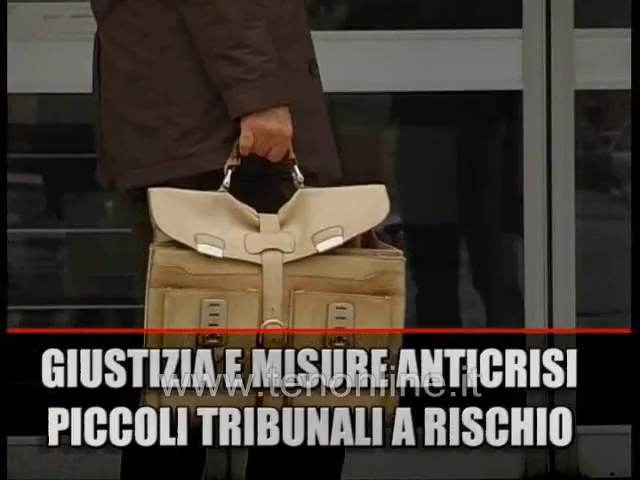 GIUSTIZIA E MISURE ANTICRISI
www.tenonline.it
PICCOLI TRIBUNALI A RISCHIO